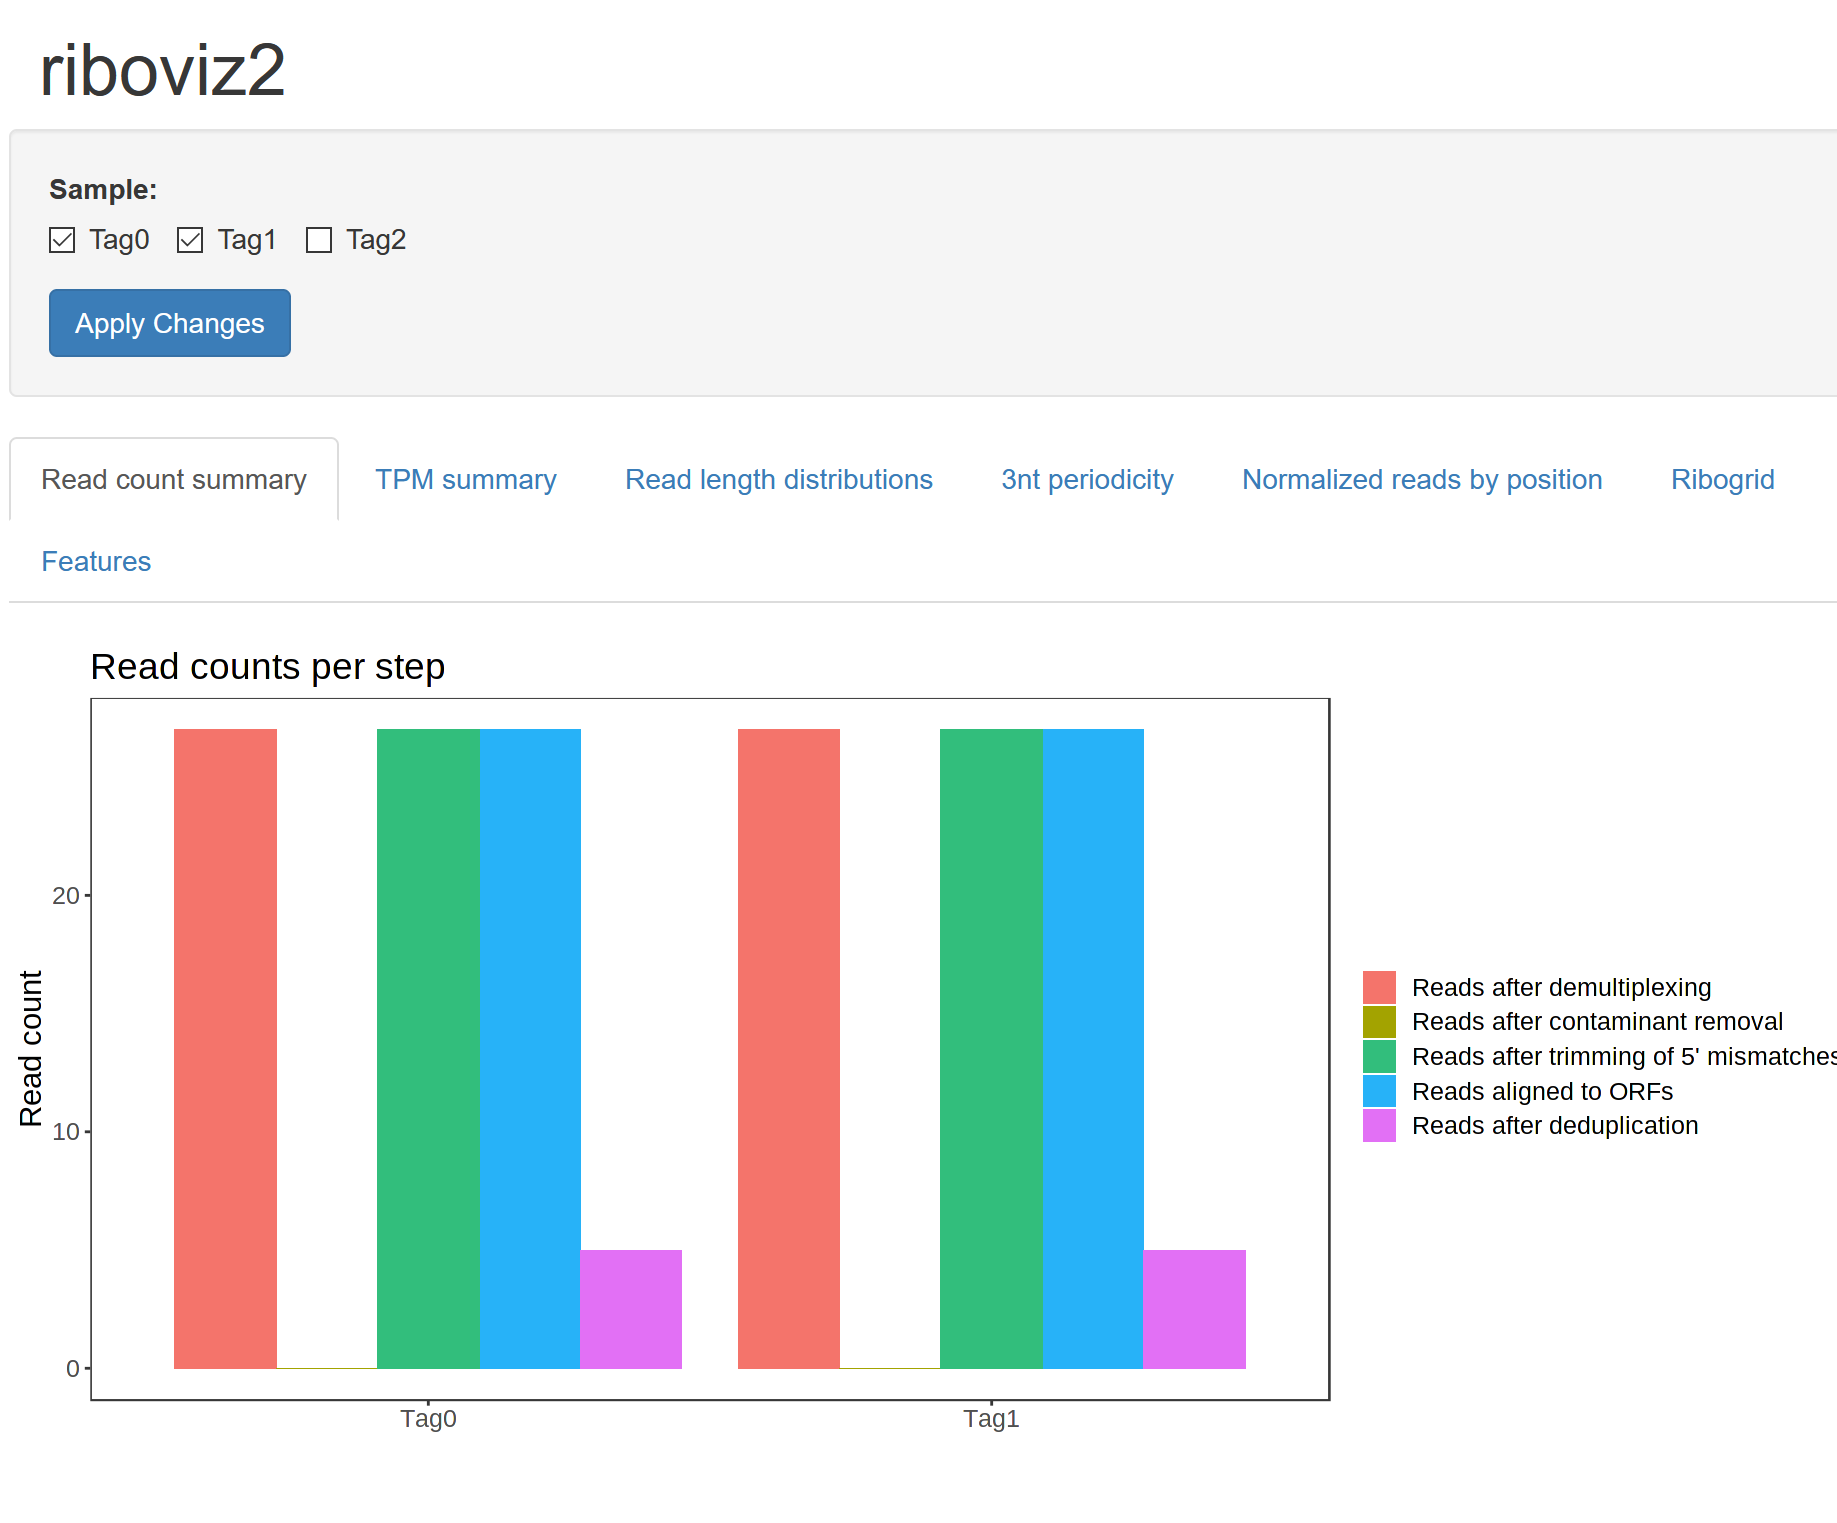 riboviz2
Sample:
Tag0 Tag1 Tag2
Apply Changes
Read count summary TPM summary Read length distributions 3nt periodicity Normalized reads by position Ribogrid
Features
Read counts per step
Read count
20
10
0
Tag0 Tag1
Reads after demultiplexing
Reads after contaminant removal
Reads after trimming of 5' mismatches
Reads aligned to ORFs
Reads after deduplication